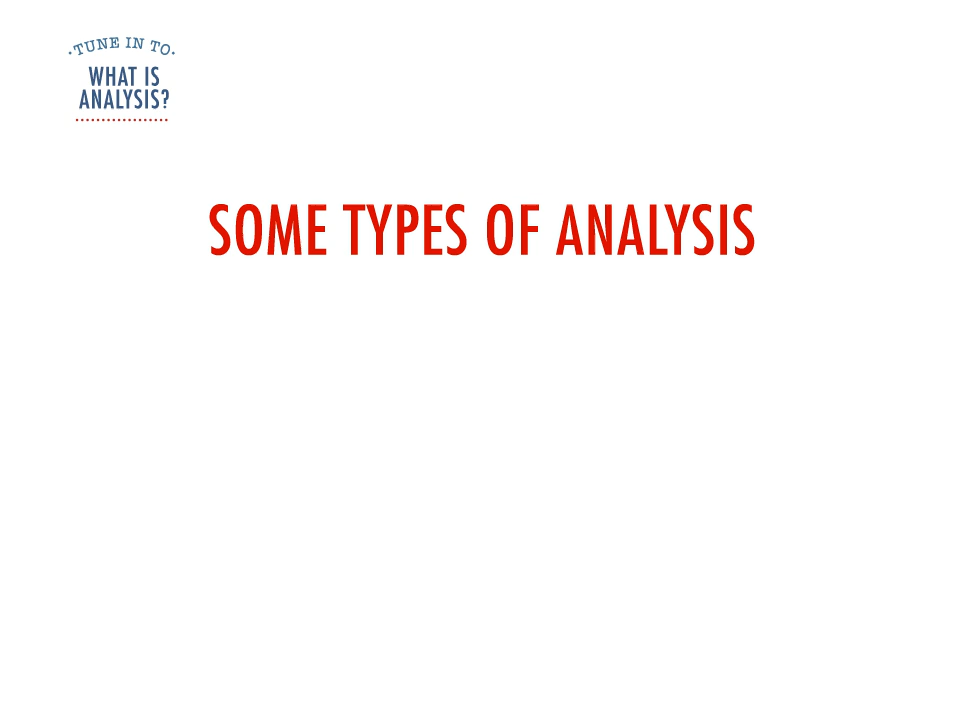 ·TUNE IN TO·
WHAT IS
ANALYSIS?
SOME TYPES OF ANALYSIS